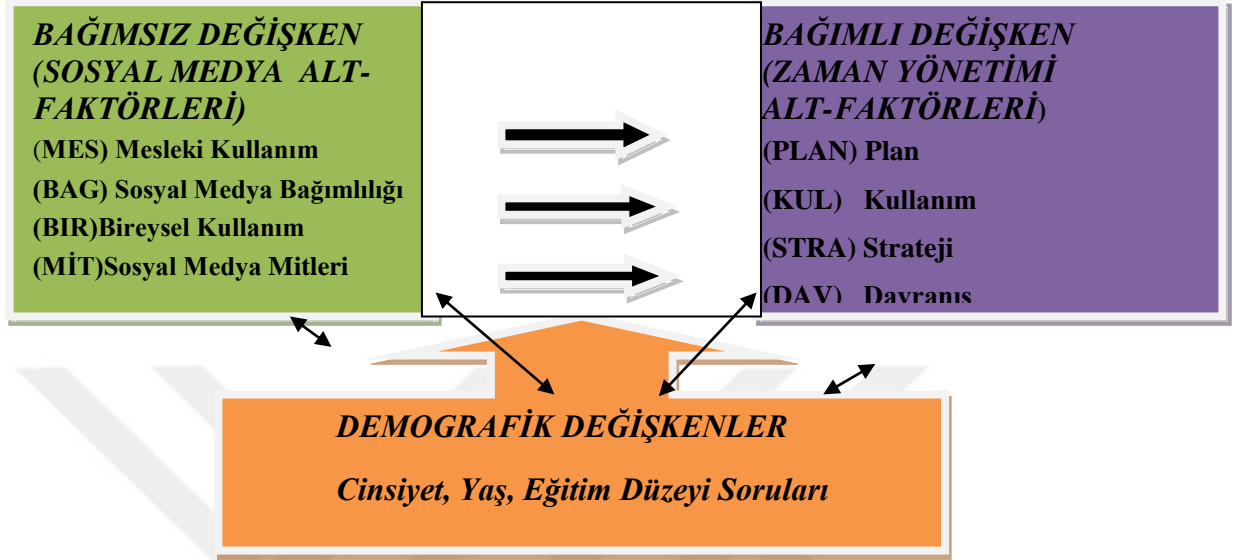 BAĞIMSIZ DEĞİŞKEN
(SOSYAL MEDYA ALT-
FAKTÖRLERİ)
(MES) Mesleki Kullanım
(BAG) Sosyal Medya Bağımlılığı
(BIR)Bireysel Kullanım
(MİT)Sosyal Medya Mitleri
BAĞIMLI DEĞİŞKEN
(ZAMAN YÖNETİMİ
ALT-FAKTÖRLERİ)
(PLAN) Plan
(KUL) Kullanım
(STRA) Strateji
(DAV) Davranış
DEMOGRAFİK DEĞİŞKENLER
Cinsiyet, Yaş, Eğitim Düzeyi Soruları